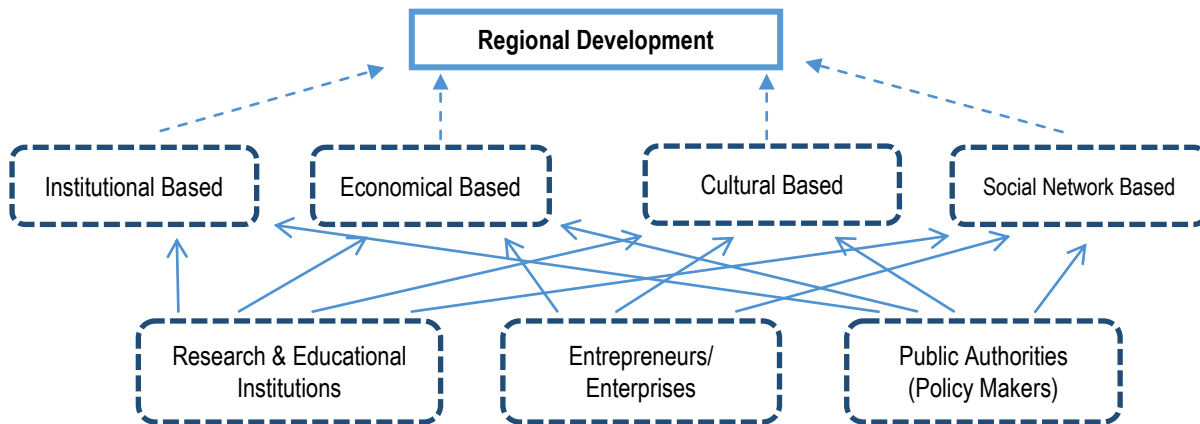 Regional Development
Institutional Based
Economical Based
Cultural Based
Social Network Based
Research & Educational
Institutions
Entrepreneurs/
Enterprises
Public Authorities
(Policy Makers)